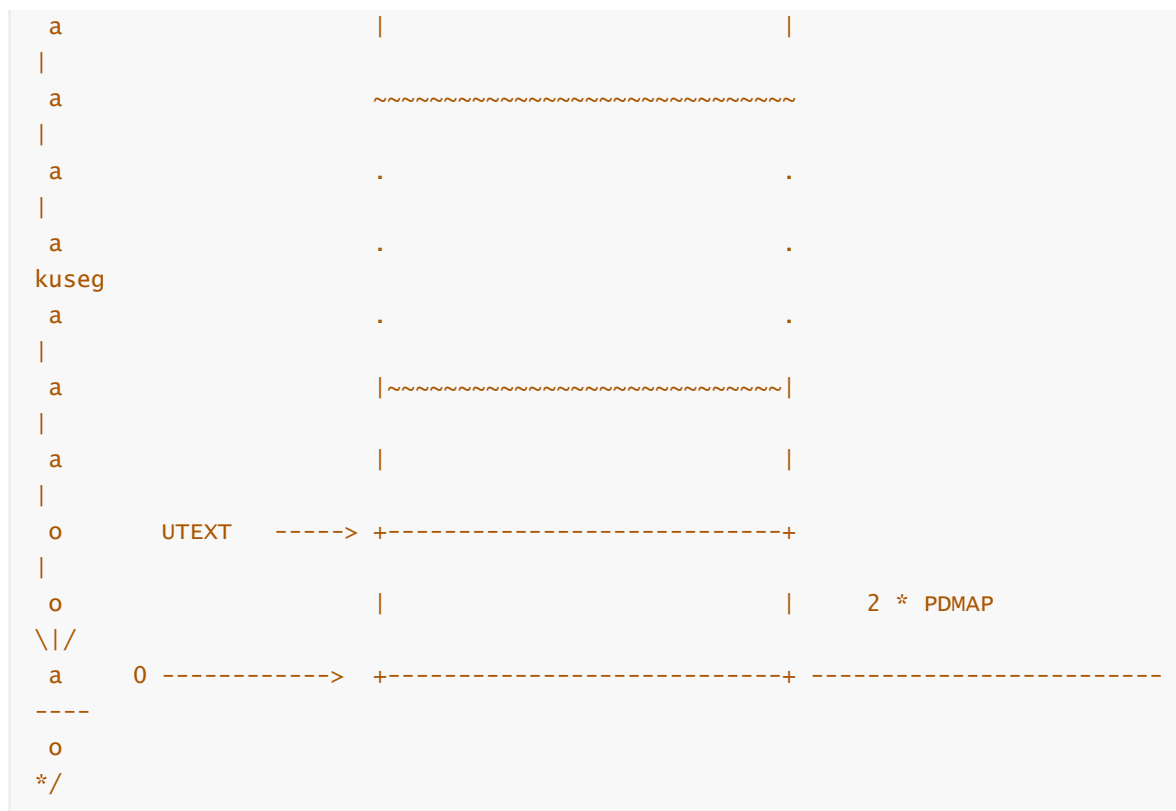 a                      |                            |
|
 a                      ~~~~~~~~~~~~~~~~~~~~~~~~~~~~~~
|
 a                      .                            .
|
 a                      .                            .
kuseg
 a                      .                            .
|
 a                      |~~~~~~~~~~~~~~~~~~~~~~~~~~~~|
|
 a                      |                            |
|
 o       UTEXT   -----> +----------------------------+
|
 o                      |                            |     2 * PDMAP
\|/
 a     0 ------------>  +----------------------------+ -------------------------
----
 o
*/